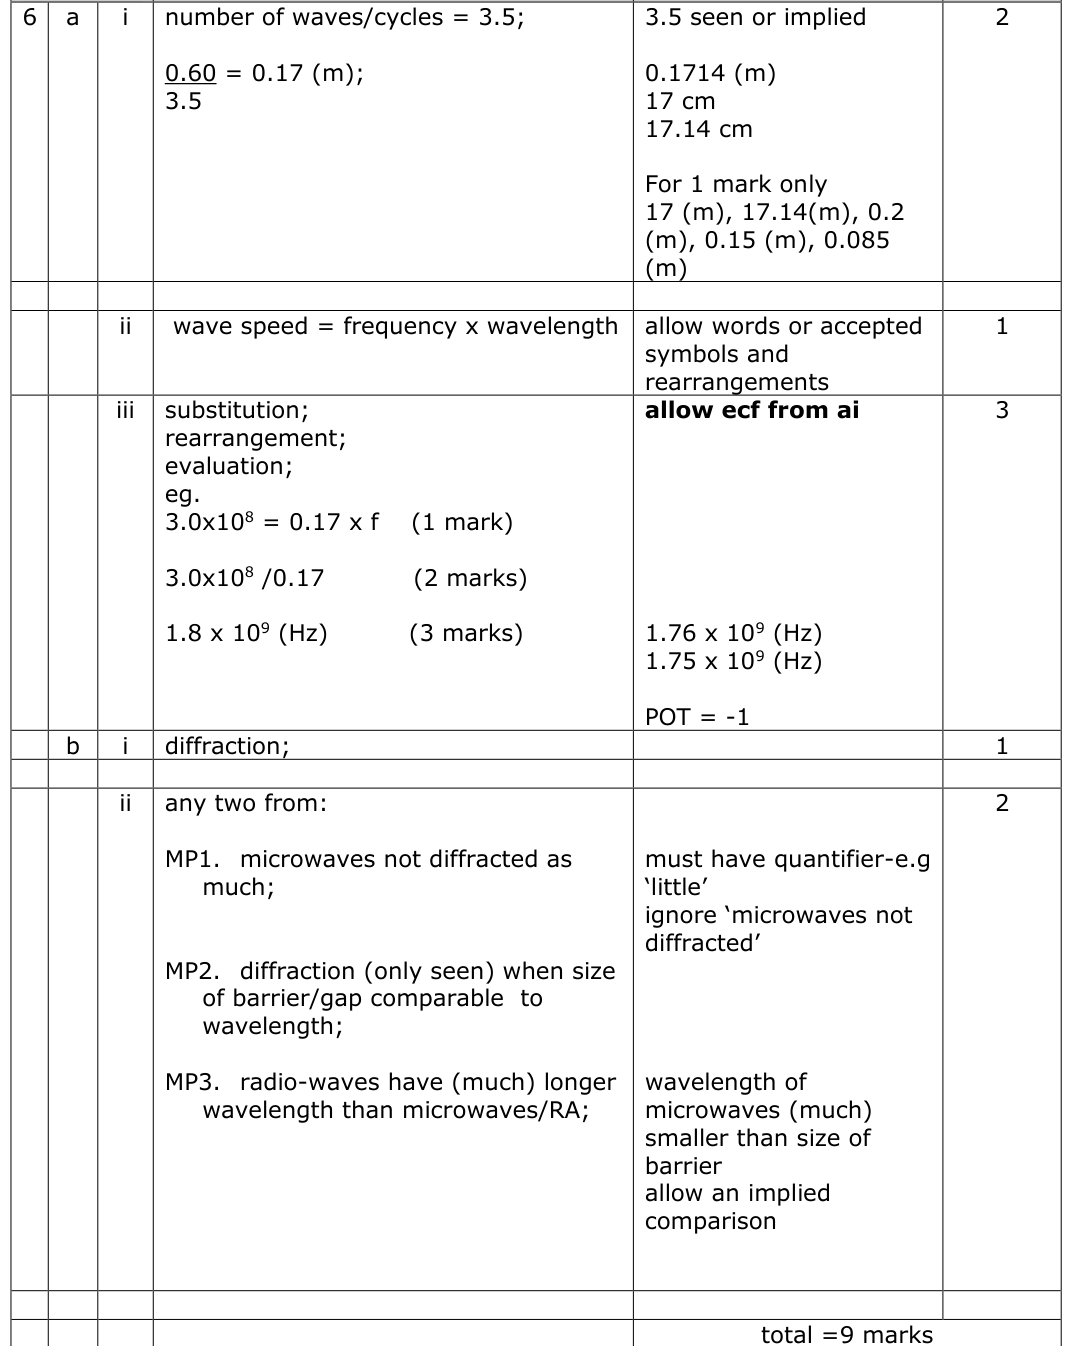 6 a i number of waves/cycles = 3.5; 3.5 seen or implied 2
0.60 = 0.17 (m); 0.1714 (m)
3.5 17 cm
17.14 cm
For 1 mark only
17 (m), 17.14(m), 0.2
(m), 0.15 (m), 0.085
(m)
ii wave speed = frequency x wavelength allow words or accepted 1
symbols and
rearrangements
iii substitution; allow ecf from ai 3
rearrangement;
evaluation;
eg.
3.0x10⁸ = 0.17 x f (1 mark)
3.0x10⁸ /0.17 (2 marks)
1.8 x 10⁹ (Hz) (3 marks) 1.76 x 10⁹ (Hz)
1.75 x 10⁹ (Hz)
POT = -1
b i diffraction; 1
ii any two from: 2
MP1. microwaves not diffracted as must have quantifier-e.g
much; ‘little’
ignore ‘microwaves not
diffracted’
MP2. diffraction (only seen) when size
of barrier/gap comparable to
wavelength;
MP3. radio-waves have (much) longer wavelength of
wavelength than microwaves/RA; microwaves (much)
smaller than size of
barrier
allow an implied
comparison
total =9 marks